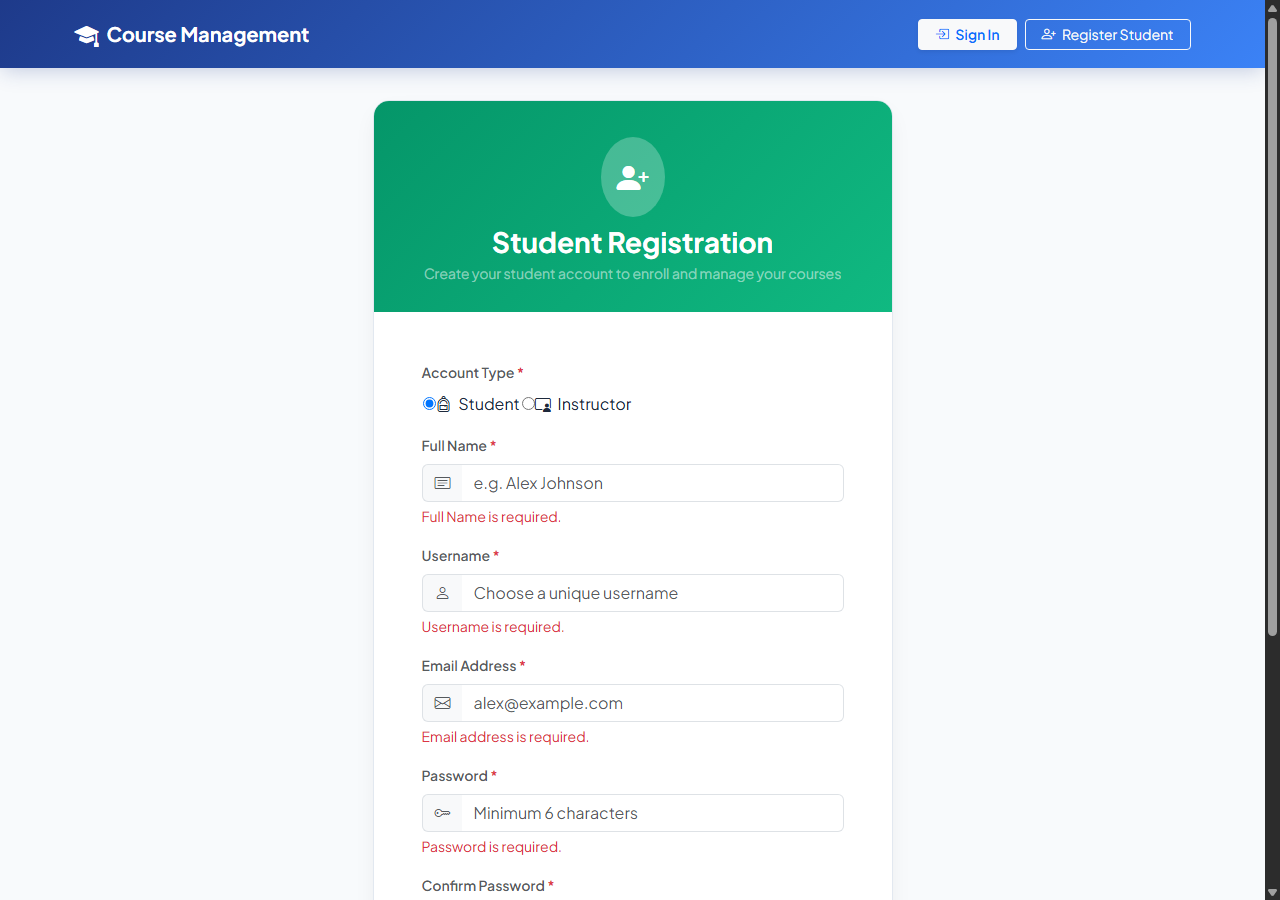 Course Management
Sign In
Register Student
Student Registration
Create your student account to enroll and manage your courses
Account Type *
Student
Instructor
Full Name *
e.g. Alex Johnson
Full Name is required.
Username *
Choose a unique username
Username is required.
Email Address *
alex@example.com
Email address is required.
Password *
Minimum 6 characters
Password is required.
Confirm Password *